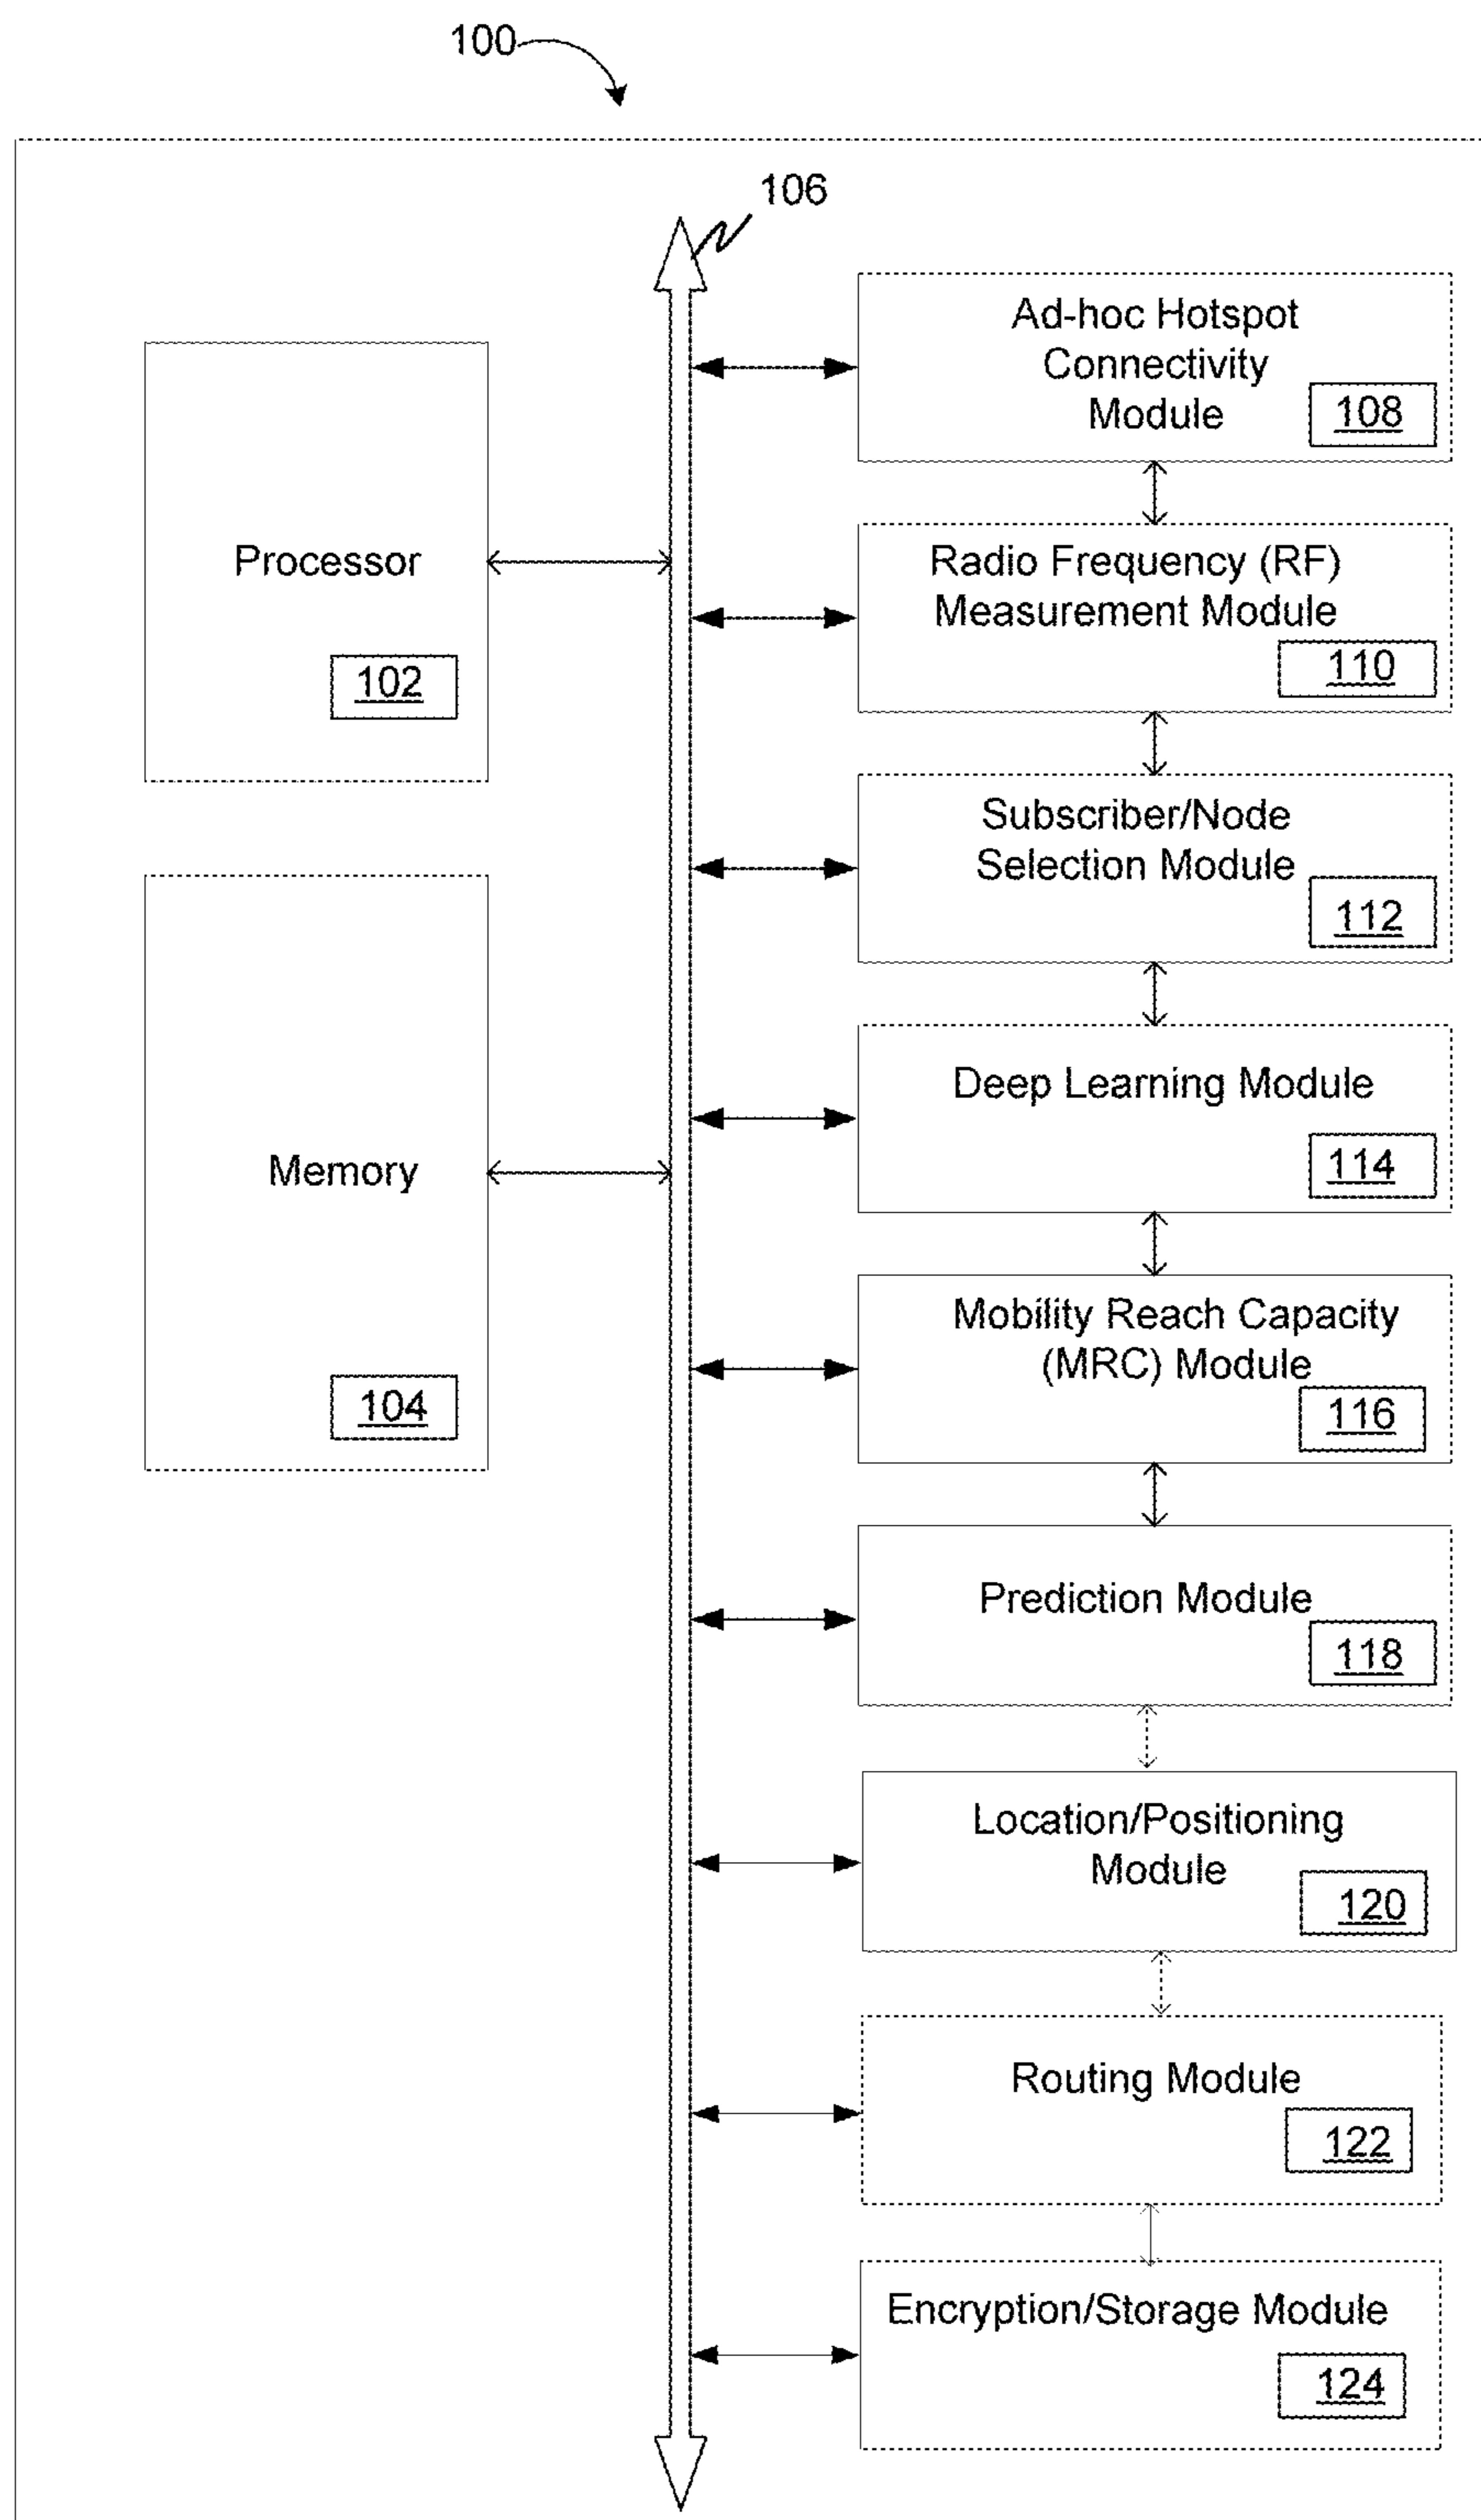 100
106
Processor
102
Memory
104
Ad-hoc Hotspot
Connectivity
Module
108
Radio Frequency (RF)
Measurement Module
110
Subscriber/Node
Selection Module
112
Deep Learning Module
114
Mobility Reach Capacity
(MRC) Module
116
Prediction Module
118
Location/Positioning
Module
120
Routing Module
122
Encryption/Storage Module
124